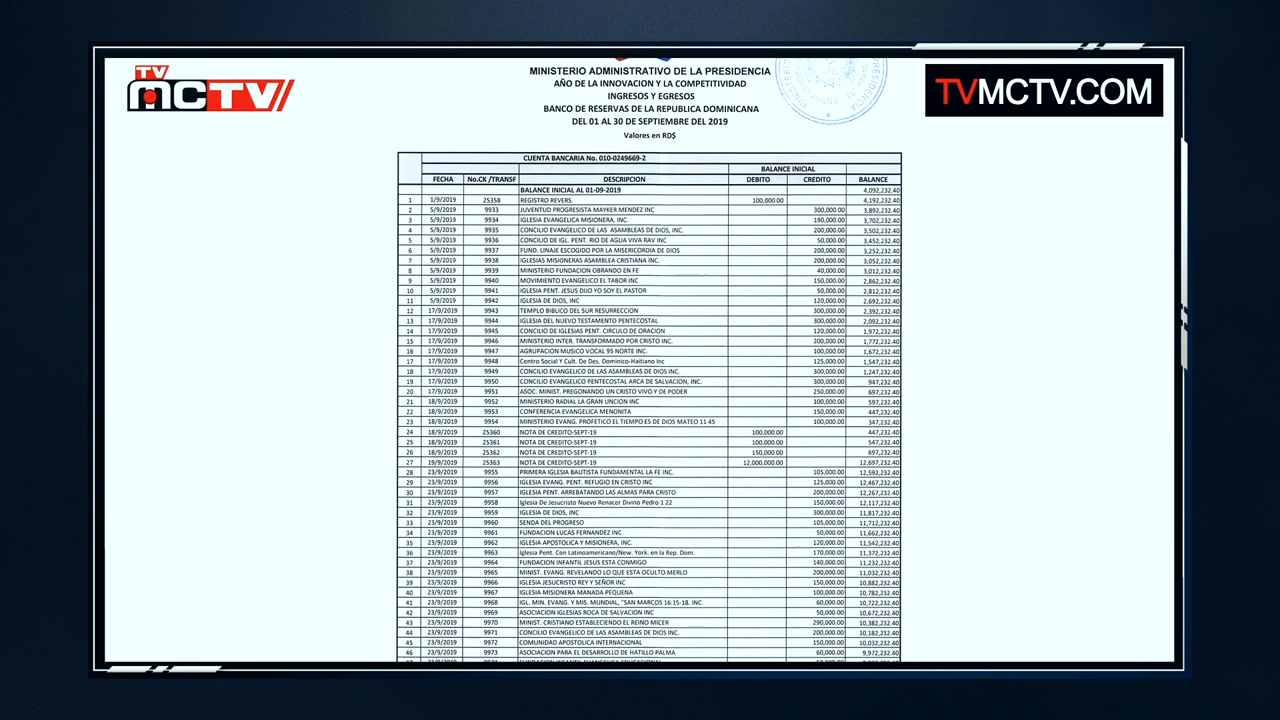 TV
MCTV
TVMCTV.COM
MINISTERIO ADMINISTRATIVO DE LA PRESIDENCIA
AÑO DE LA INNOVACION Y LA COMPETITIVIDAD
INGRESOS Y EGRESOS
BANCO DE RESERVAS DE LA REPUBLICA DOMINICANA
DEL 01 AL 30 DE SEPTIEMBRE DEL 2019
Valores en RD$
CUENTA BANCARIA No. 010-0249669-2
BALANCE INICIAL
FECHA No.CK /TRANSF DESCRIPCION DEBITO CREDITO BALANCE
BALANCE INICIAL AL 01-09-2019 4,092,232.40
1 1/9/2019 25358 REGISTRO REVERS. 100,000.00 4,192,232.40
2 5/9/2019 9933 JUVENTUD PROGRESISTA MAYKER MENDEZ INC 300,000.00 3,892,232.40
3 5/9/2019 9934 IGLESIA EVANGELICA MISIONERA, INC. 190,000.00 3,702,232.40
4 5/9/2019 9935 CONCILIO EVANGELICO DE LAS ASAMBLEAS DE DIOS, INC. 200,000.00 3,502,232.40
5 5/9/2019 9936 CONCILIO DE IGL. PENT. RIO DE AGUA VIVA RAV INC 50,000.00 3,452,232.40
6 5/9/2019 9937 FUND. LINAJE ESCOGIDO POR LA MISERICORDIA DE DIOS 200,000.00 3,252,232.40
7 5/9/2019 9938 IGLESIAS MISIONERAS ASAMBLEA CRISTIANA INC. 200,000.00 3,052,232.40
8 5/9/2019 9939 MINISTERIO FUNDACION OBRANDO EN FE 40,000.00 3,012,232.40
9 5/9/2019 9940 MOVIMIENTO EVANGELICO EL TABOR INC 150,000.00 2,862,232.40
10 5/9/2019 9941 IGLESIA PENT. JESUS DIJO YO SOY EL PASTOR 50,000.00 2,812,232.40
11 5/9/2019 9942 IGLESIA DE DIOS, INC 120,000.00 2,692,232.40
12 17/9/2019 9943 TEMPLO BIBLICO DEL SUR RESURRECCION 300,000.00 2,392,232.40
13 17/9/2019 9944 IGLESIA DEL NUEVO TESTAMENTO PENTECOSTAL 300,000.00 2,092,232.40
14 17/9/2019 9945 CONCILIO DE IGLESIAS PENT. CIRCULO DE ORACION 120,000.00 1,972,232.40
15 17/9/2019 9946 MINISTERIO INTER. TRANSFORMADO POR CRISTO INC. 200,000.00 1,772,232.40
16 17/9/2019 9947 AGRUPACION MUSICO VOCAL 95 NORTE INC. 100,000.00 1,672,232.40
17 17/9/2019 9948 Centro Social Y Cult. De Des. Dominico-Haitiano Inc 125,000.00 1,547,232.40
18 17/9/2019 9949 CONCILIO EVANGELICO DE LAS ASAMBLEAS DE DIOS INC. 300,000.00 1,247,232.40
19 17/9/2019 9950 CONCILIO EVANGELICO PENTECOSTAL ARCA DE SALVACION, INC. 300,000.00 947,232.40
20 17/9/2019 9951 ASOC. MINIST. PREGONANDO UN CRISTO VIVO Y DE PODER 250,000.00 697,232.40
21 18/9/2019 9952 MINISTERIO RADIAL LA GRAN UNCION INC 100,000.00 597,232.40
22 18/9/2019 9953 CONFERENCIA EVANGELICA MENONITA 150,000.00 447,232.40
23 18/9/2019 9954 MINISTERIO EVANG. PROFETICO EL TIEMPO ES DE DIOS MATEO 11 45 100,000.00 347,232.40
24 18/9/2019 25360 NOTA DE CREDITO-SEPT-19 100,000.00 447,232.40
25 18/9/2019 25361 NOTA DE CREDITO-SEPT-19 100,000.00 547,232.40
26 18/9/2019 25362 NOTA DE CREDITO-SEPT-19 150,000.00 697,232.40
27 19/9/2019 25363 NOTA DE CREDITO-SEPT-19 12,000,000.00 12,697,232.40
28 23/9/2019 9955 PRIMERA IGLESIA BAUTISTA FUNDAMENTAL LA FE INC. 105,000.00 12,592,232.40
29 23/9/2019 9956 IGLESIA EVANG. PENT. REFUGIO EN CRISTO INC 125,000.00 12,467,232.40
30 23/9/2019 9957 IGLESIA PENT. ARREBATANDO LAS ALMAS PARA CRISTO 200,000.00 12,267,232.40
31 23/9/2019 9958 Iglesia De Jesucristo Nuevo Renacer Divino Pedro 1 22 150,000.00 12,117,232.40
32 23/9/2019 9959 IGLESIA DE DIOS, INC 300,000.00 11,817,232.40
33 23/9/2019 9960 SENDA DEL PROGRESO 105,000.00 11,712,232.40
34 23/9/2019 9961 FUNDACION LUCAS FERNANDEZ INC 50,000.00 11,662,232.40
35 23/9/2019 9962 IGLESIA APOSTOLICA Y MISIONERA, INC. 120,000.00 11,542,232.40
36 23/9/2019 9963 Iglesia Pent. Con Latinoamericano/New. York. en la Rep. Dom. 170,000.00 11,372,232.40
37 23/9/2019 9964 FUNDACION INFANTIL JESUS ESTA CONMIGO 140,000.00 11,232,232.40
38 23/9/2019 9965 MINIST. EVANG. REVELANDO LO QUE ESTA OCULTO MERLO 200,000.00 11,032,232.40
39 23/9/2019 9966 IGLESIA JESUCRISTO REY Y SEÑOR INC 150,000.00 10,882,232.40
40 23/9/2019 9967 IGLESIA MISIONERA MANADA PEQUENA 100,000.00 10,782,232.40
41 23/9/2019 9968 IGL. MIN. EVANG. Y MIS. MUNDIAL, "SAN MARCOS 16:15-18. INC. 60,000.00 10,722,232.40
42 23/9/2019 9969 ASOCIACION IGLESIAS ROCA DE SALVACION INC 50,000.00 10,672,232.40
43 23/9/2019 9970 MINIST. CRISTIANO ESTABLECIENDO EL REINO MICER 290,000.00 10,382,232.40
44 23/9/2019 9971 CONCILIO EVANGELICO DE LAS ASAMBLEAS DE DIOS INC. 200,000.00 10,182,232.40
45 23/9/2019 9972 COMUNIDAD APOSTOLICA INTERNACIONAL 150,000.00 10,032,232.40
46 23/9/2019 9973 ASOCIACION PARA EL DESARROLLO DE HATILLO PALMA 60,000.00 9,972,232.40